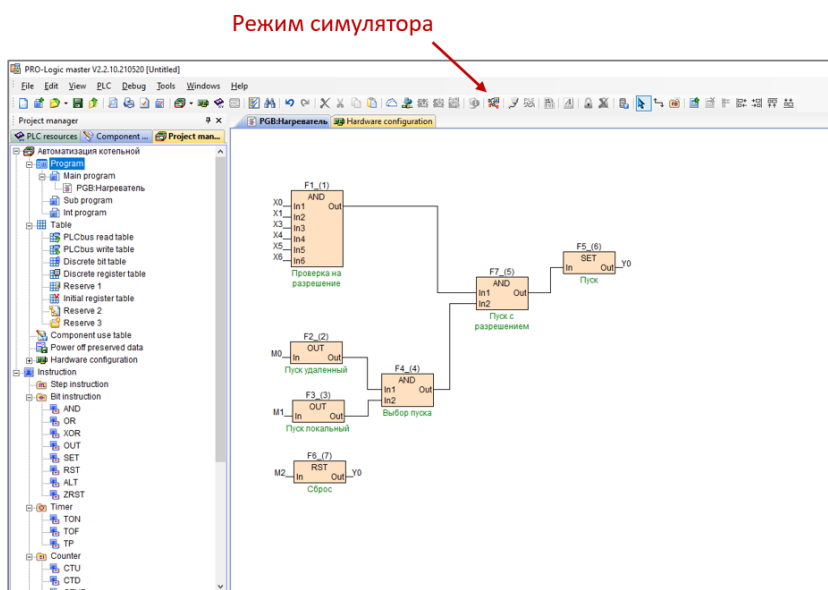 Режим симулятора
PRO-Logic master V2.2.10.210520 [Untitled]
File Edit View PLC Debug Tools Windows Help
Project manager
PLC resources Component ... Project man...
PGB:Нагреватель Hardware configuration
Автоматизация котельной
Program
Main program
PGB:Нагреватель
Sub program
Int program
Table
PLCbus read table
PLCbus write table
Discrete bit table
Discrete register table
Reserve 1
Initial register table
Reserve 2
Reserve 3
Component use table
Power off preserved data
Hardware configuration
Instruction
Step instruction
Bit instruction
AND
OR
XOR
OUT
SET
RST
ALT
ZRST
Timer
TON
TOF
TP
Counter
CTU
CTD
F1_(1)
AND
X0 In1 Out
X1 In2
X3 In3
X4 In4
X5 In5
X6 In6
Проверка на
разрешение
F2_(2)
OUT
M0 In Out
Пуск удаленный
F3_(3)
OUT
M1 In Out
Пуск локальный
F4_(4)
AND
In1 Out
In2
Выбор пуска
F7_(5)
AND
In1 Out
In2
Пуск с
разрешением
F5_(6)
SET
In Out Y0
Пуск
F6_(7)
RST
M2 In Out Y0
Сброс